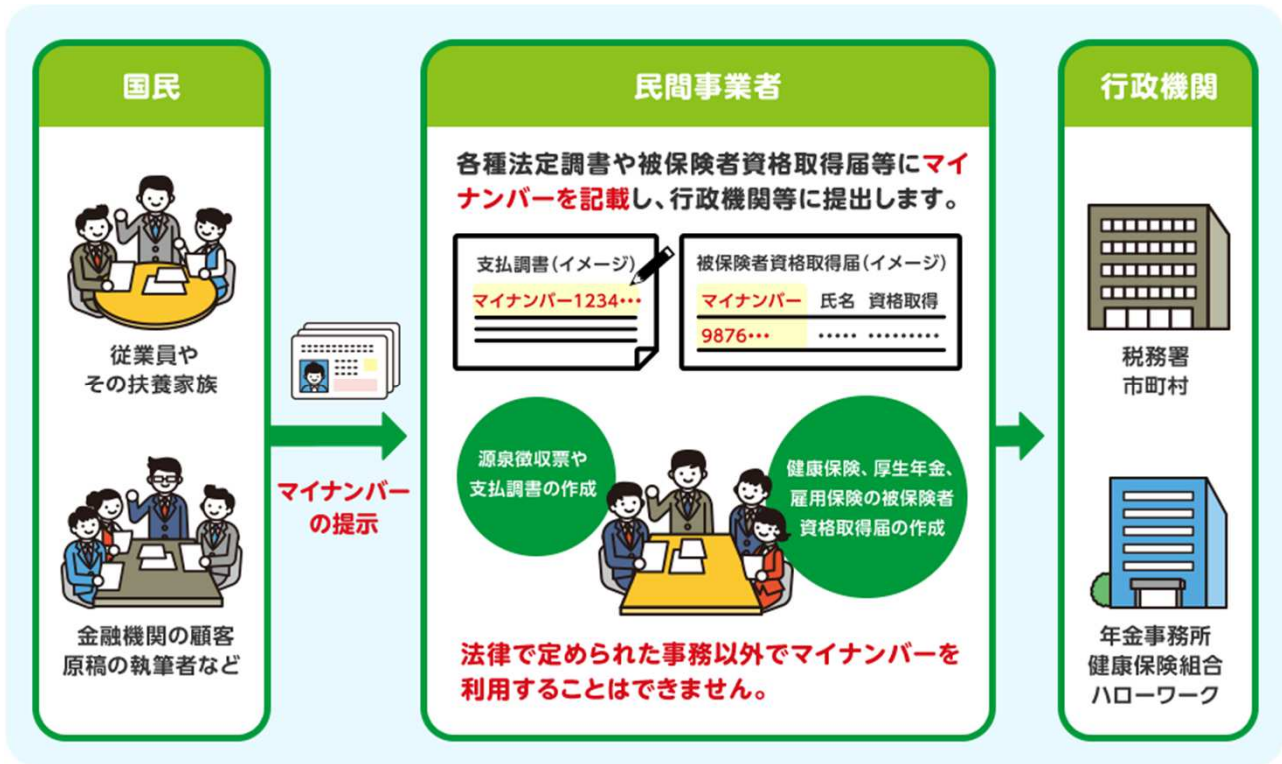 国民
従業員や
その扶養家族
金融機関の顧客
原稿の執筆者など
マイナンバー
の提示
民間事業者
各種法定調書や被保険者資格取得届等にマイ
ナンバーを記載し、行政機関等に提出します。
支払調書(イメージ)
マイナンバー1234…
被保険者資格取得届(イメージ)
マイナンバー 氏名 資格取得
9876… ‥‥· ………
源泉徴収票や
支払調書の作成
健康保険、厚生年金、
雇用保険の被保険者
資格取得届の作成
法律で定められた事務以外でマイナンバーを
利用することはできません。
行政機関
税務署
市町村
年金事務所
健康保険組合
ハローワーク